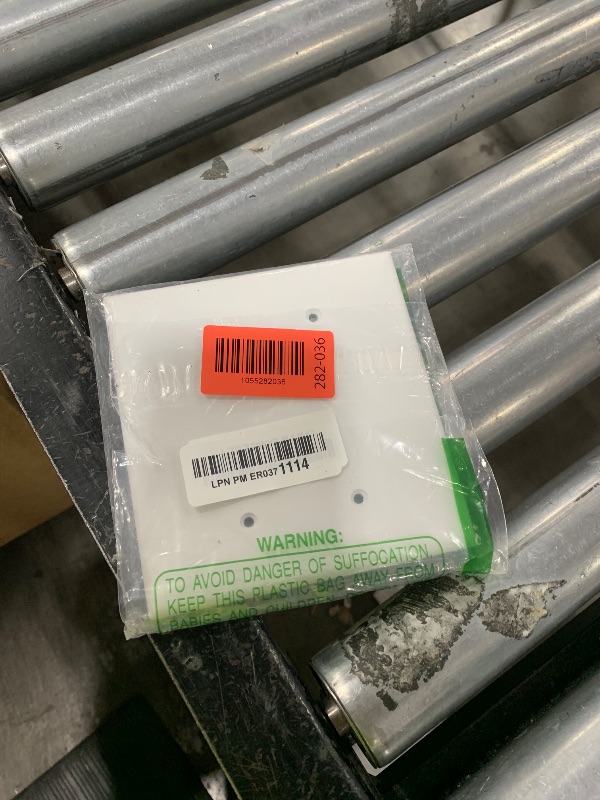 282-036
1055282036
LPN PM ER0371114
WARNING:
TO AVOID DANGER OF SUFFOCATION
KEEP THIS PLASTIC BAG AWAY FROM
BABIES AND CHILDREN